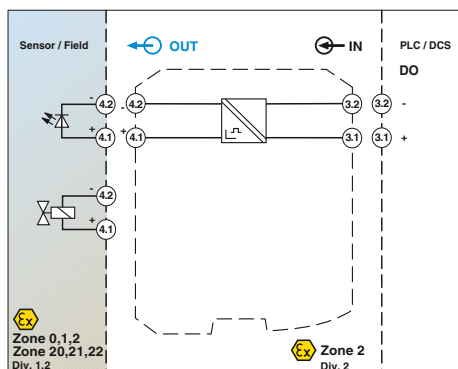 Sensor / Field
OUT
IN
PLC / DCS
DO
- 4.2 - 4.2 3.2 3.2 -
+ 4.1 + 4.1 3.1 3.1 +
- 4.2
+ 4.1
Ex
Zone 0,1,2
Zone 20,21,22
Div. 1,2
Ex Zone 2
Div. 2